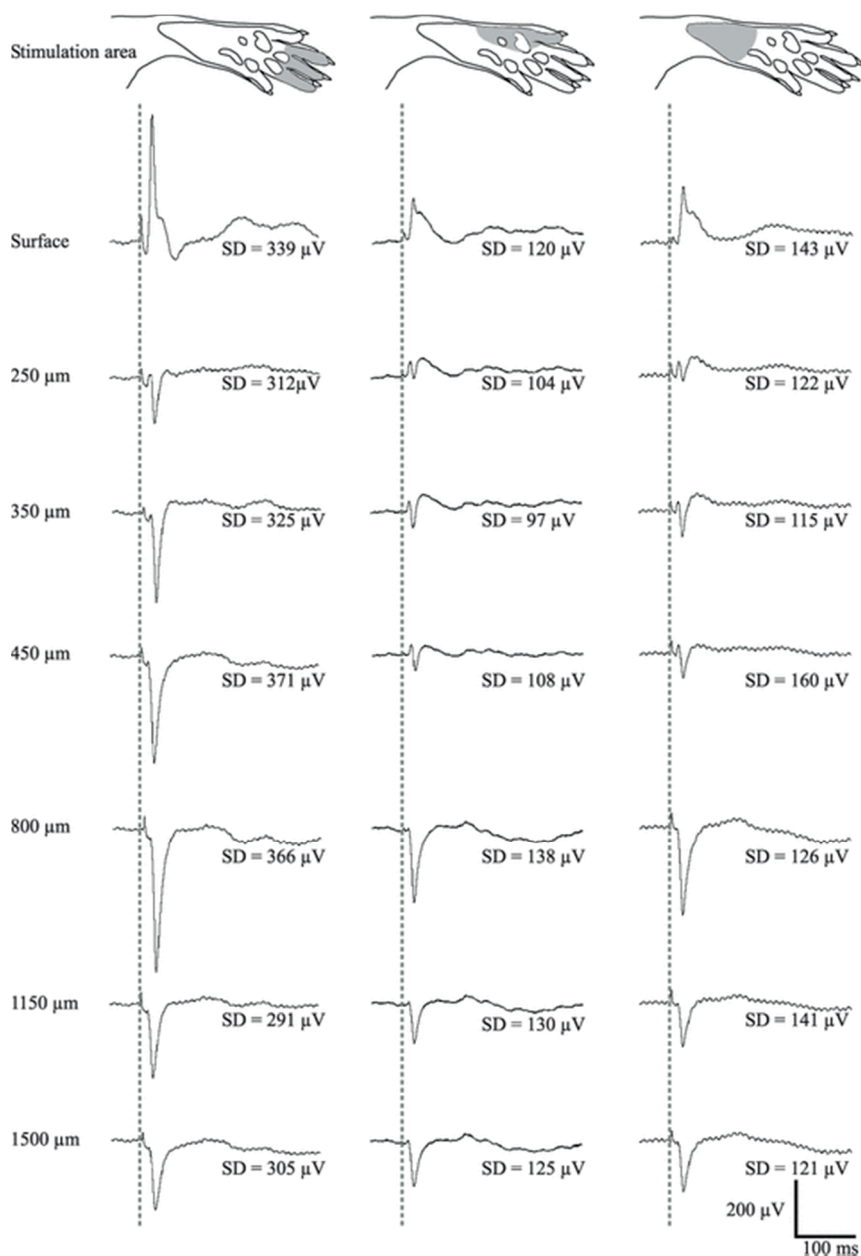 Stimulation area
Surface
SD = 339 µV
SD = 120 µV
SD = 143 µV
250 µm
SD = 312µV
SD = 104 µV
SD = 122 µV
350 µm
SD = 325 µV
SD = 97 µV
SD = 115 µV
450 µm
SD = 371 µV
SD = 108 µV
SD = 160 µV
800 µm
SD = 366 µV
SD = 138 µV
SD = 126 µV
1150 µm
SD = 291 µV
SD = 130 µV
SD = 141 µV
1500 µm
SD = 305 µV
SD = 125 µV
SD = 121 µV
200 µV
100 ms